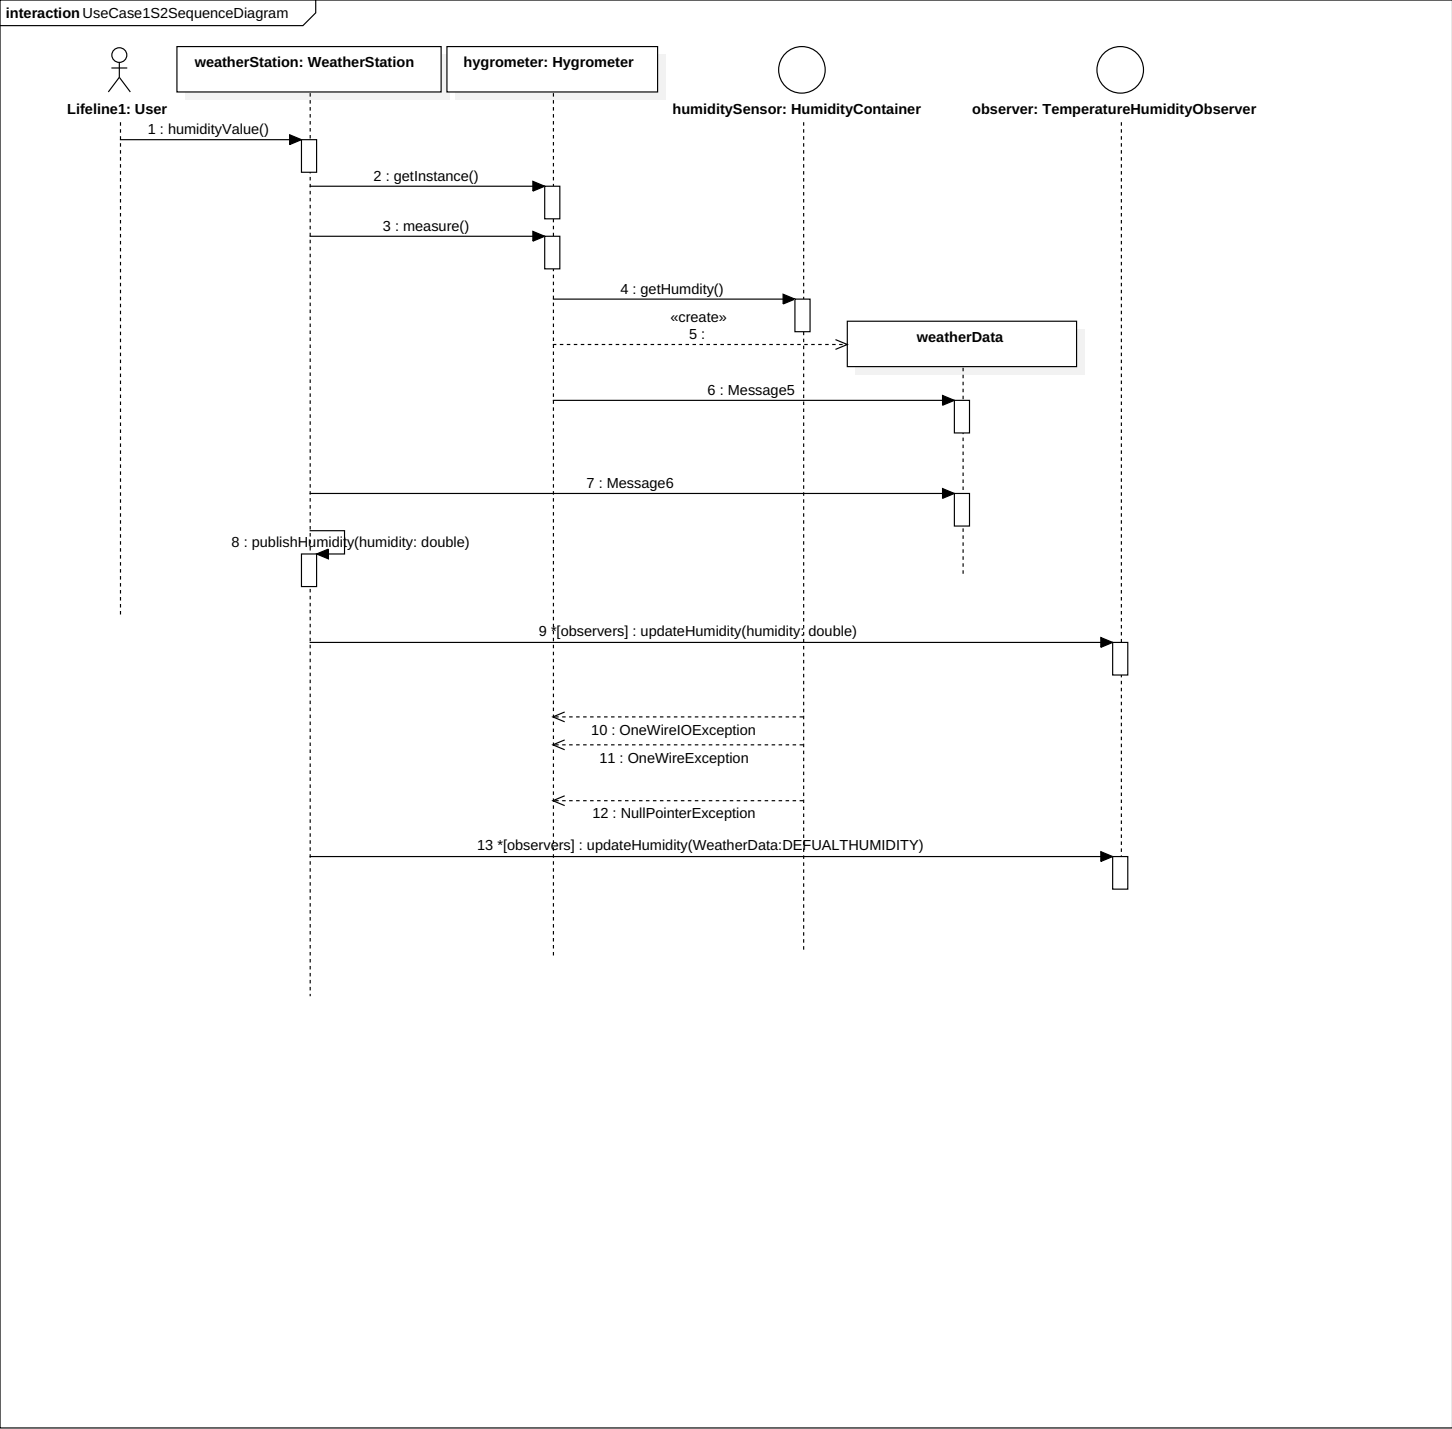 interaction UseCase1S2SequenceDiagram
weatherStation: WeatherStation
hygrometer: Hygrometer
Lifeline1: User
humiditySensor: HumidityContainer
observer: TemperatureHumidityObserver
1 : humidityValue()
2 : getInstance()
3 : measure()
4 : getHumdity()
«create»
5 :
weatherData
6 : Message5
7 : Message6
8 : publishHumidity(humidity: double)
9 *[observers] : updateHumidity(humidity: double)
10 : OneWireIOException
11 : OneWireException
12 : NullPointerException
13 *[observers] : updateHumidity(WeatherData:DEFUALTHUMIDITY)